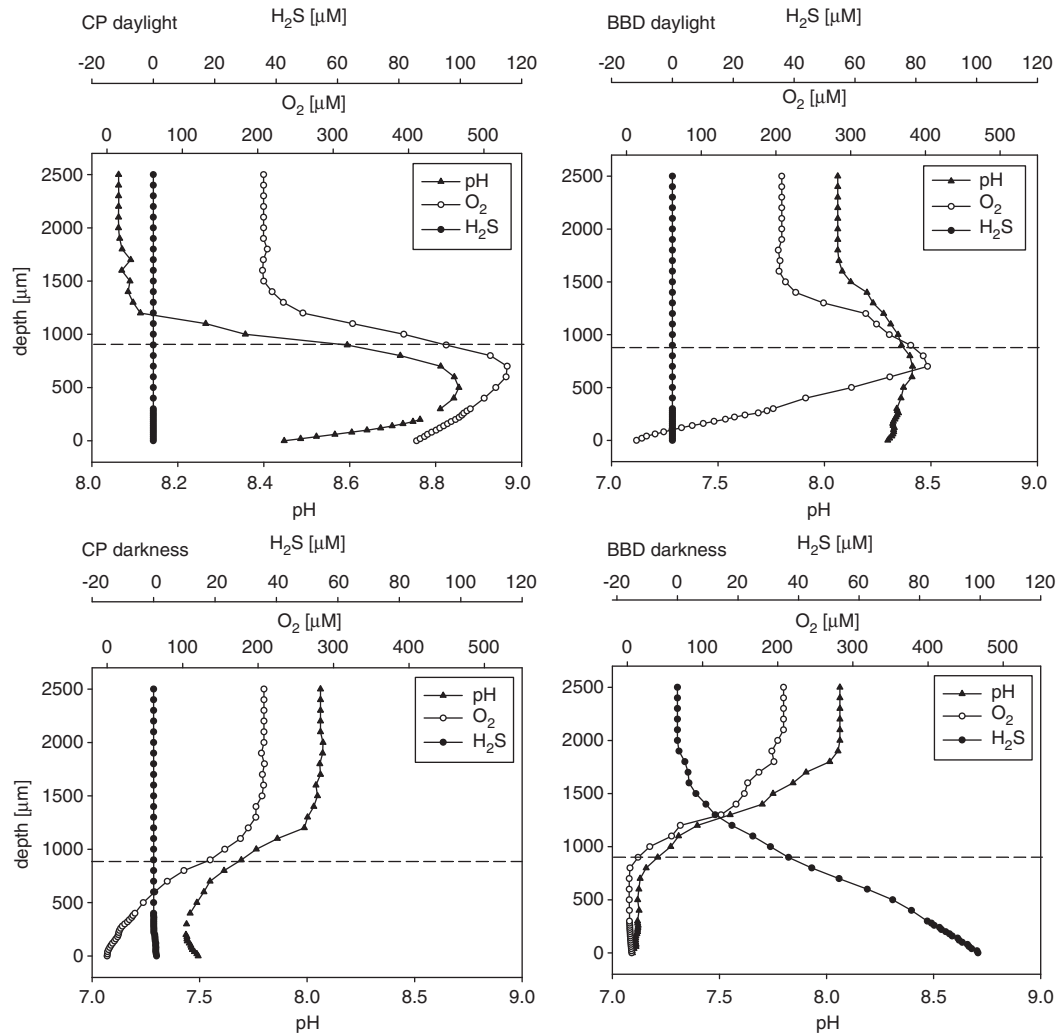 CP daylight
H2S [μM]
-20 0 20 40 60 80 100 120
O2 [μM]
0 100 200 300 400 500
depth [μm]
2500
2000
1500
1000
500
0
pH
O2
H2S
8.0 8.2 8.4 8.6 8.8 9.0
pH
BBD daylight
H2S [μM]
-20 0 20 40 60 80 100 120
O2 [μM]
0 100 200 300 400 500
2500
2000
1500
1000
500
0
pH
O2
H2S
7.0 7.5 8.0 8.5 9.0
pH
CP darkness
H2S [μM]
-20 0 20 40 60 80 100 120
O2 [μM]
0 100 200 300 400 500
depth [μm]
2500
2000
1500
1000
500
0
pH
O2
H2S
7.0 7.5 8.0 8.5 9.0
pH
BBD darkness
H2S [μM]
-20 0 20 40 60 80 100 120
O2 [μM]
0 100 200 300 400 500
2500
2000
1500
1000
500
0
pH
O2
H2S
7.0 7.5 8.0 8.5 9.0
pH